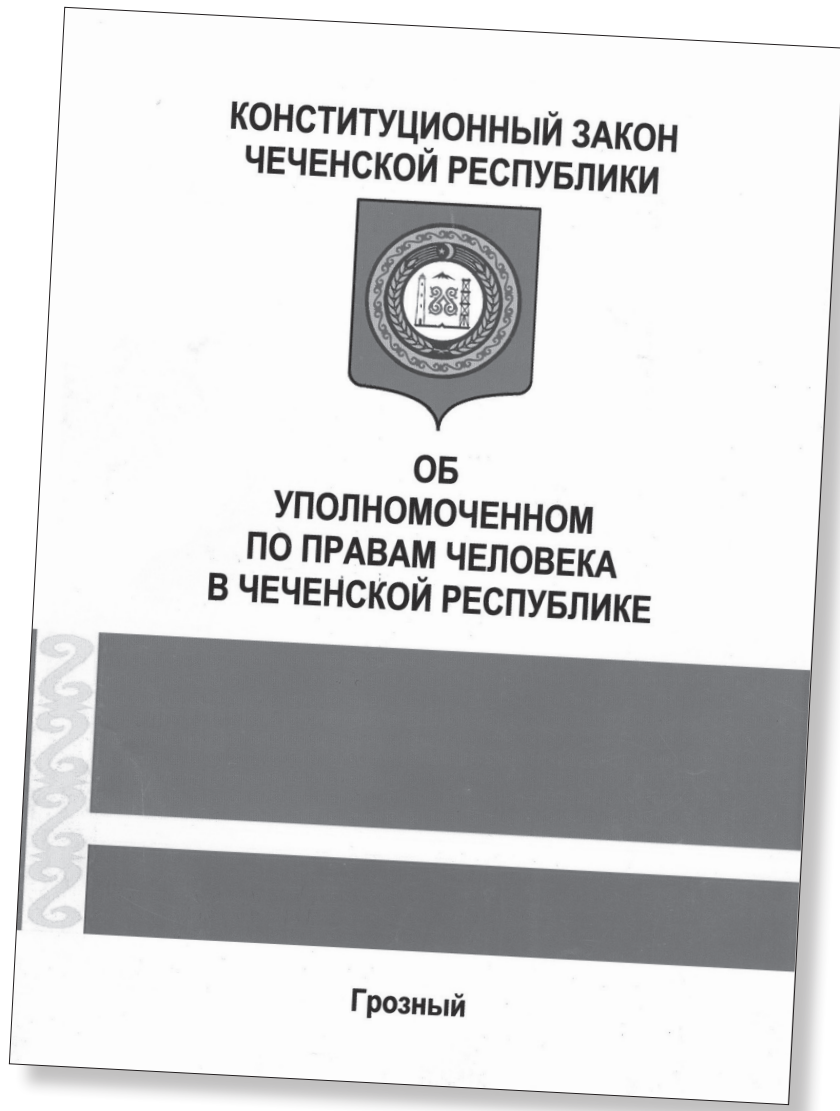 КОНСТИТУЦИОННЫЙ ЗАКОН
ЧЕЧЕНСКОЙ РЕСПУБЛИКИ
ОБ
УПОЛНОМОЧЕННОМ
ПО ПРАВАМ ЧЕЛОВЕКА
В ЧЕЧЕНСКОЙ РЕСПУБЛИКЕ
Грозный